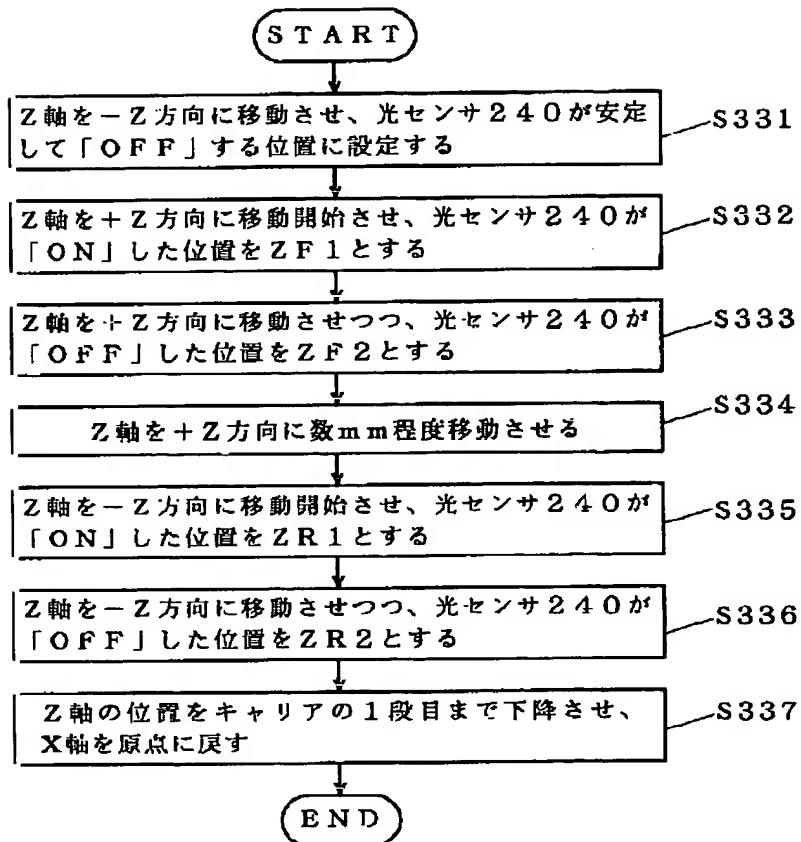 START
Z軸を－Z方向に移動させ、光センサ240が安定
して「OFF」する位置に設定する
S331
Z軸を＋Z方向に移動開始させ、光センサ240が
「ON」した位置をZF1とする
S332
Z軸を＋Z方向に移動させつつ、光センサ240が
「OFF」した位置をZF2とする
S333
Z軸を＋Z方向に数mm程度移動させる
S334
Z軸を－Z方向に移動開始させ、光センサ240が
「ON」した位置をZR1とする
S335
Z軸を－Z方向に移動させつつ、光センサ240が
「OFF」した位置をZR2とする
S336
Z軸の位置をキャリアの1段目まで下降させ、
X軸を原点に戻す
S337
END